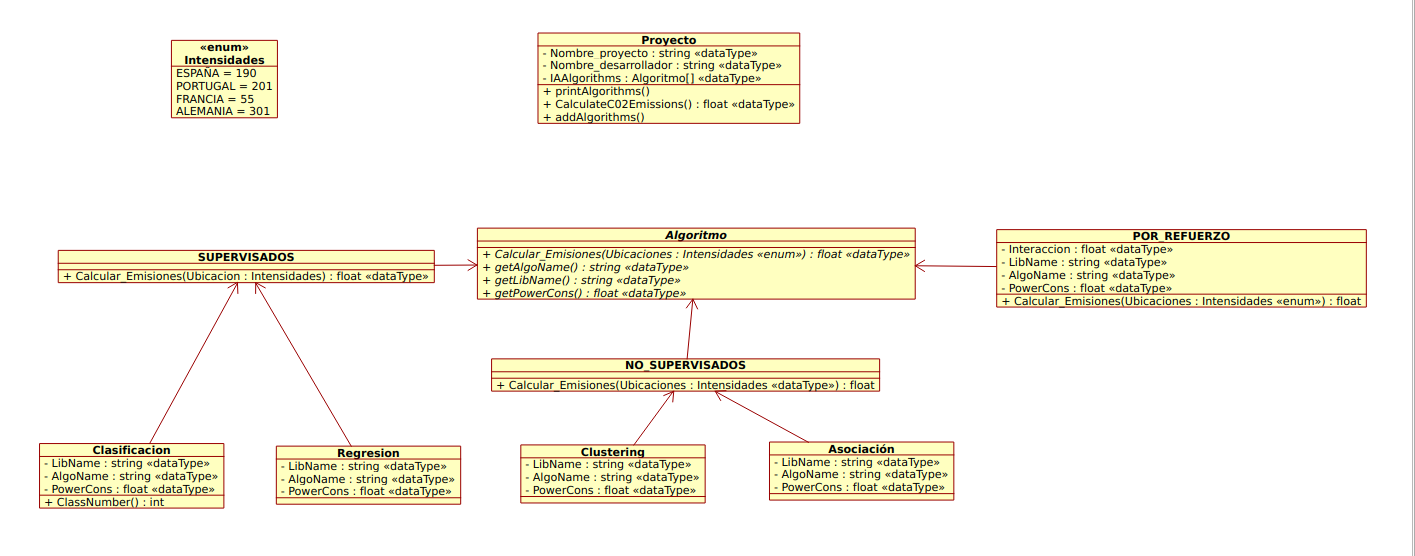 «enum»
Intensidades
ESPAÑA = 190
PORTUGAL = 201
FRANCIA = 55
ALEMANIA = 301
Proyecto
- Nombre_proyecto : string «dataType»
- Nombre_desarrollador : string «dataType»
- IAAlgorithms : Algoritmo[] «dataType»
+ printAlgorithms()
+ CalculateC02Emissions() : float «dataType»
+ addAlgorithms()
SUPERVISADOS
+ Calcular_Emisiones(Ubicacion : Intensidades) : float «dataType»
Algoritmo
+ Calcular_Emisiones(Ubicaciones : Intensidades «enum») : float «dataType»
+ getAlgoName() : string «dataType»
+ getLibName() : string «dataType»
+ getPowerCons() : float «dataType»
POR_REFUERZO
- Interaccion : float «dataType»
- LibName : string «dataType»
- AlgoName : string «dataType»
- PowerCons : float «dataType»
+ Calcular_Emisiones(Ubicaciones : Intensidades «enum») : float
NO_SUPERVISADOS
+ Calcular_Emisiones(Ubicaciones : Intensidades «dataType») : float
Clasificacion
- LibName : string «dataType»
- AlgoName : string «dataType»
- PowerCons : float «dataType»
+ ClassNumber() : int
Regresion
- LibName : string «dataType»
- AlgoName : string «dataType»
- PowerCons : float «dataType»
Clustering
- LibName : string «dataType»
- AlgoName : string «dataType»
- PowerCons : float «dataType»
Asociación
- LibName : string «dataType»
- AlgoName : string «dataType»
- PowerCons : float «dataType»